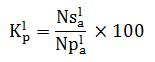 K_p^l = Ns_a^l / Np_a^l × 100